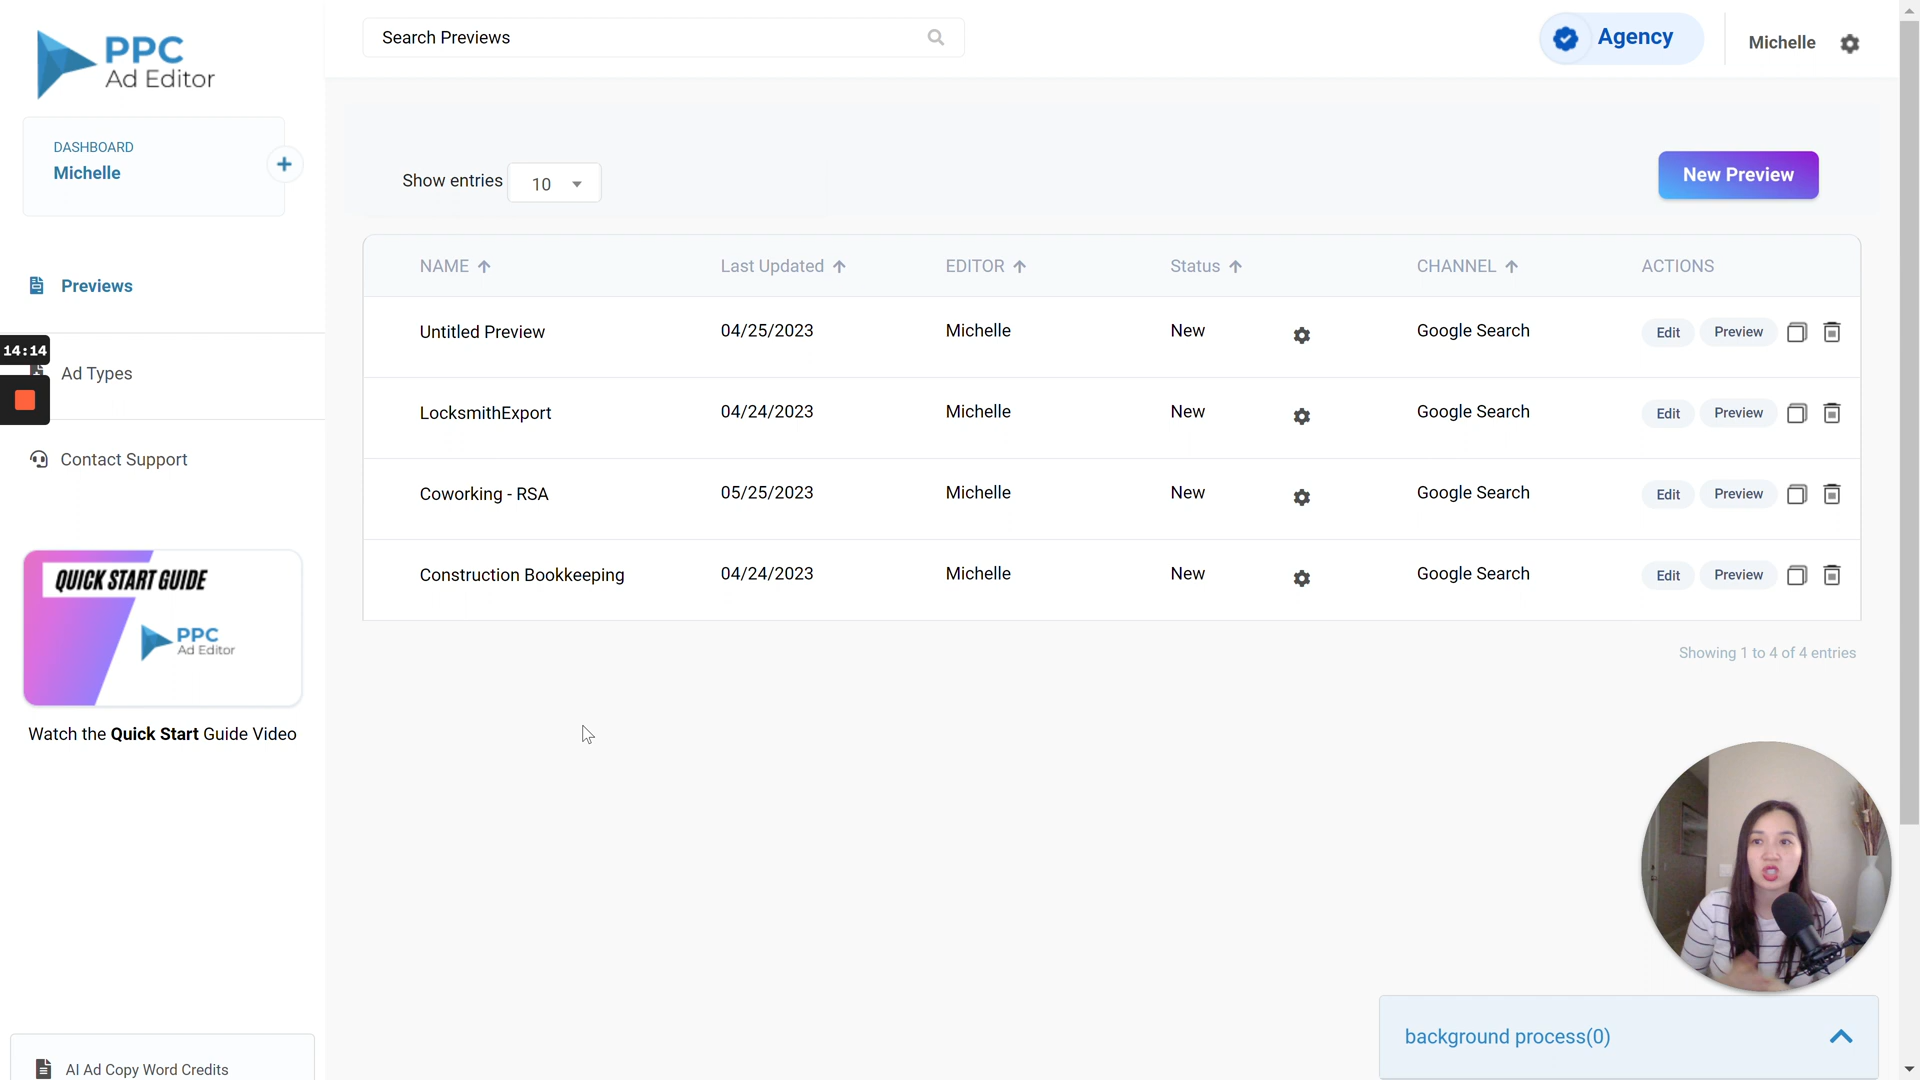 PPC
Ad Editor
Search Previews
Agency
Michelle
DASHBOARD
Michelle
Show entries
10
New Preview
NAME Last Updated EDITOR Status CHANNEL ACTIONS
Previews
Untitled Preview 04/25/2023 Michelle New Google Search Edit Preview
14:14
Ad Types
LocksmithExport 04/24/2023 Michelle New Google Search Edit Preview
Contact Support
Coworking - RSA 05/25/2023 Michelle New Google Search Edit Preview
Construction Bookkeeping 04/24/2023 Michelle New Google Search Edit Preview
QUICK START GUIDE
PPC
Ad Editor
Showing 1 to 4 of 4 entries
Watch the Quick Start Guide Video
background process(0)
AI Ad Copy Word Credits